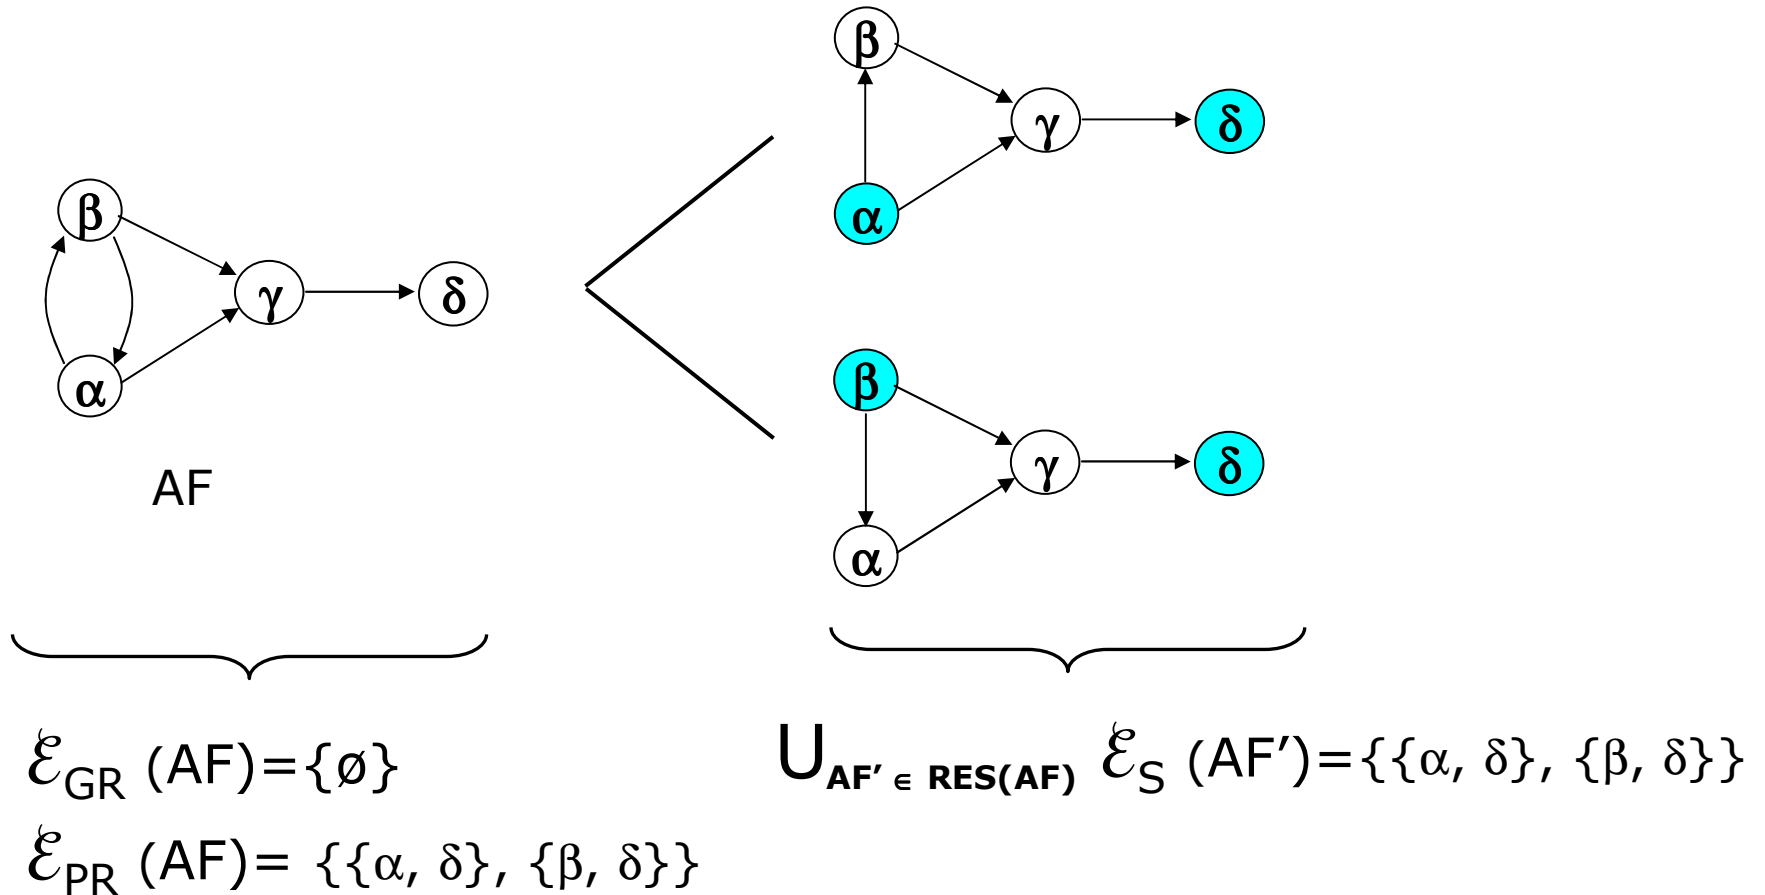 β
γ
δ
α
AF
β
γ
δ
α
β
γ
δ
α
ℰGR (AF)={ø}
ℰPR (AF)= {{α, δ}, {β, δ}}
UAF′ ∈ RES(AF) ℰS (AF′)={{α, δ}, {β, δ}}